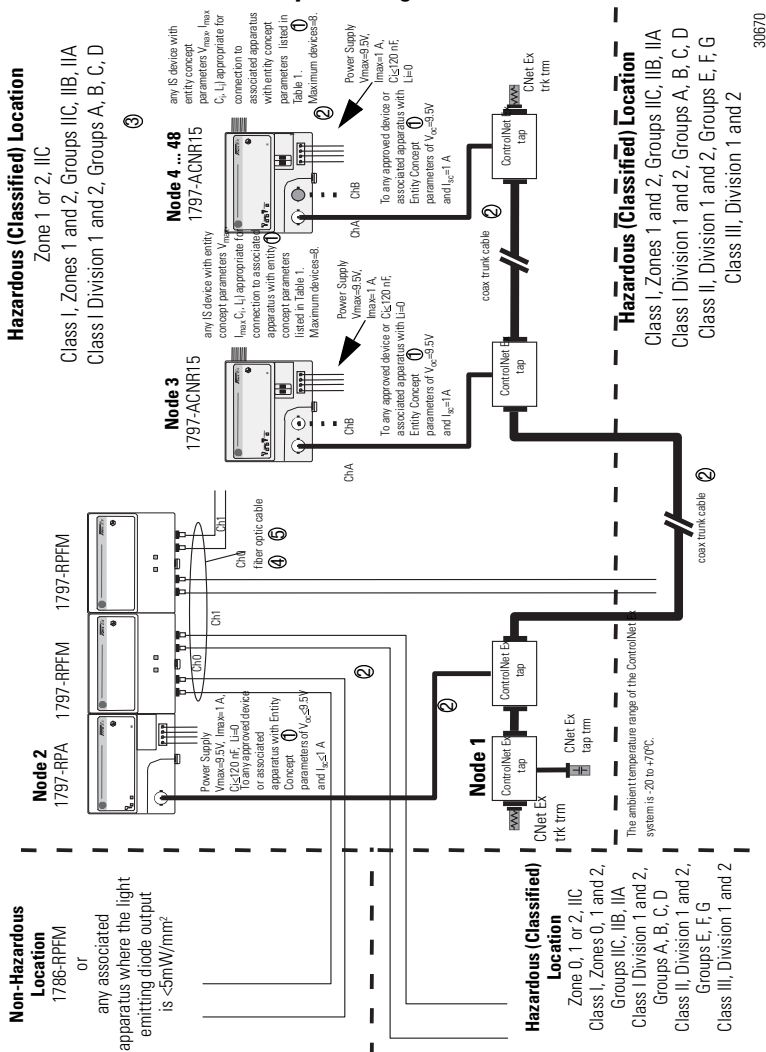 Non-Hazardous
Location
1786-RPFM
or
any associated
apparatus where the light
emitting diode output
is <5mW/mm²
Node 2
1797-RPA
1797-RPFM
1797-RPFM
Power Supply
Vmax=9.5V, Imax=1 A,
Ci≤120 nF, Li=0
To any approved device
or associated
apparatus with Entity
Concept ①
parameters of Voc≤9.5V
and Isc≤1 A
Ch0
Ch1
Ch0
Ch1
fiber optic cable
④ ⑤
②
②
Node 3
1797-ACNR15
any IS device with entity
concept parameters Vmax,
Imax Ci, Li) appropriate for
connection to associated
apparatus with entity ①
concept parameters
listed in Table 1.
Maximum devices=8.
Power Supply
Vmax=9.5V,
Imax=1 A,
Ci≤120 nF,
Li=0
ChA
ChB
To any approved device or
associated apparatus with
Entity Concept ①
parameters of Voc=9.5V
and Isc=1A
Node 4 ... 48
1797-ACNR15
any IS device with
entity concept
parameters Vmax, Imax
Ci, Li) appropriate for
connection to
associated apparatus
with entity concept
parameters listed in ①
Table 1.
Maximum devices=8.
②
Power Supply
Vmax=9.5V,
Imax=1 A,
Ci≤120 nF,
Li=0
ChA
ChB
To any approved device or
associated apparatus with
Entity Concept ①
parameters of Voc=9.5V
and Isc=1 A
Hazardous (Classified) Location
Zone 1 or 2, IIC
Class I, Zones 1 and 2, Groups IIC, IIB, IIA
Class I Division 1 and 2, Groups A, B, C, D
③
Node 1
ControlNet Ex
tap
CNet Ex
trk trm
CNet Ex
tap trm
ControlNet Ex
tap
ControlNet Ex
tap
coax trunk cable ②
ControlNet Ex
tap
CNet Ex
trk trm
coax trunk cable ②
The ambient temperature range of the ControlNet Ex
system is -20 to +70ºC.
Hazardous (Classified)
Location
Zone 0, 1 or 2, IIC
Class I, Zones 0, 1 and 2,
Groups IIC, IIB, IIA
Class I Division 1 and 2,
Groups A, B, C, D
Class II, Division 1 and 2,
Groups E, F, G
Class III, Division 1 and 2
Hazardous (Classified) Location
Class I, Zones 1 and 2, Groups IIC, IIB, IIA
Class I Division 1 and 2, Groups A, B, C, D
Class II, Division 1 and 2, Groups E, F, G
Class III, Division 1 and 2
30670